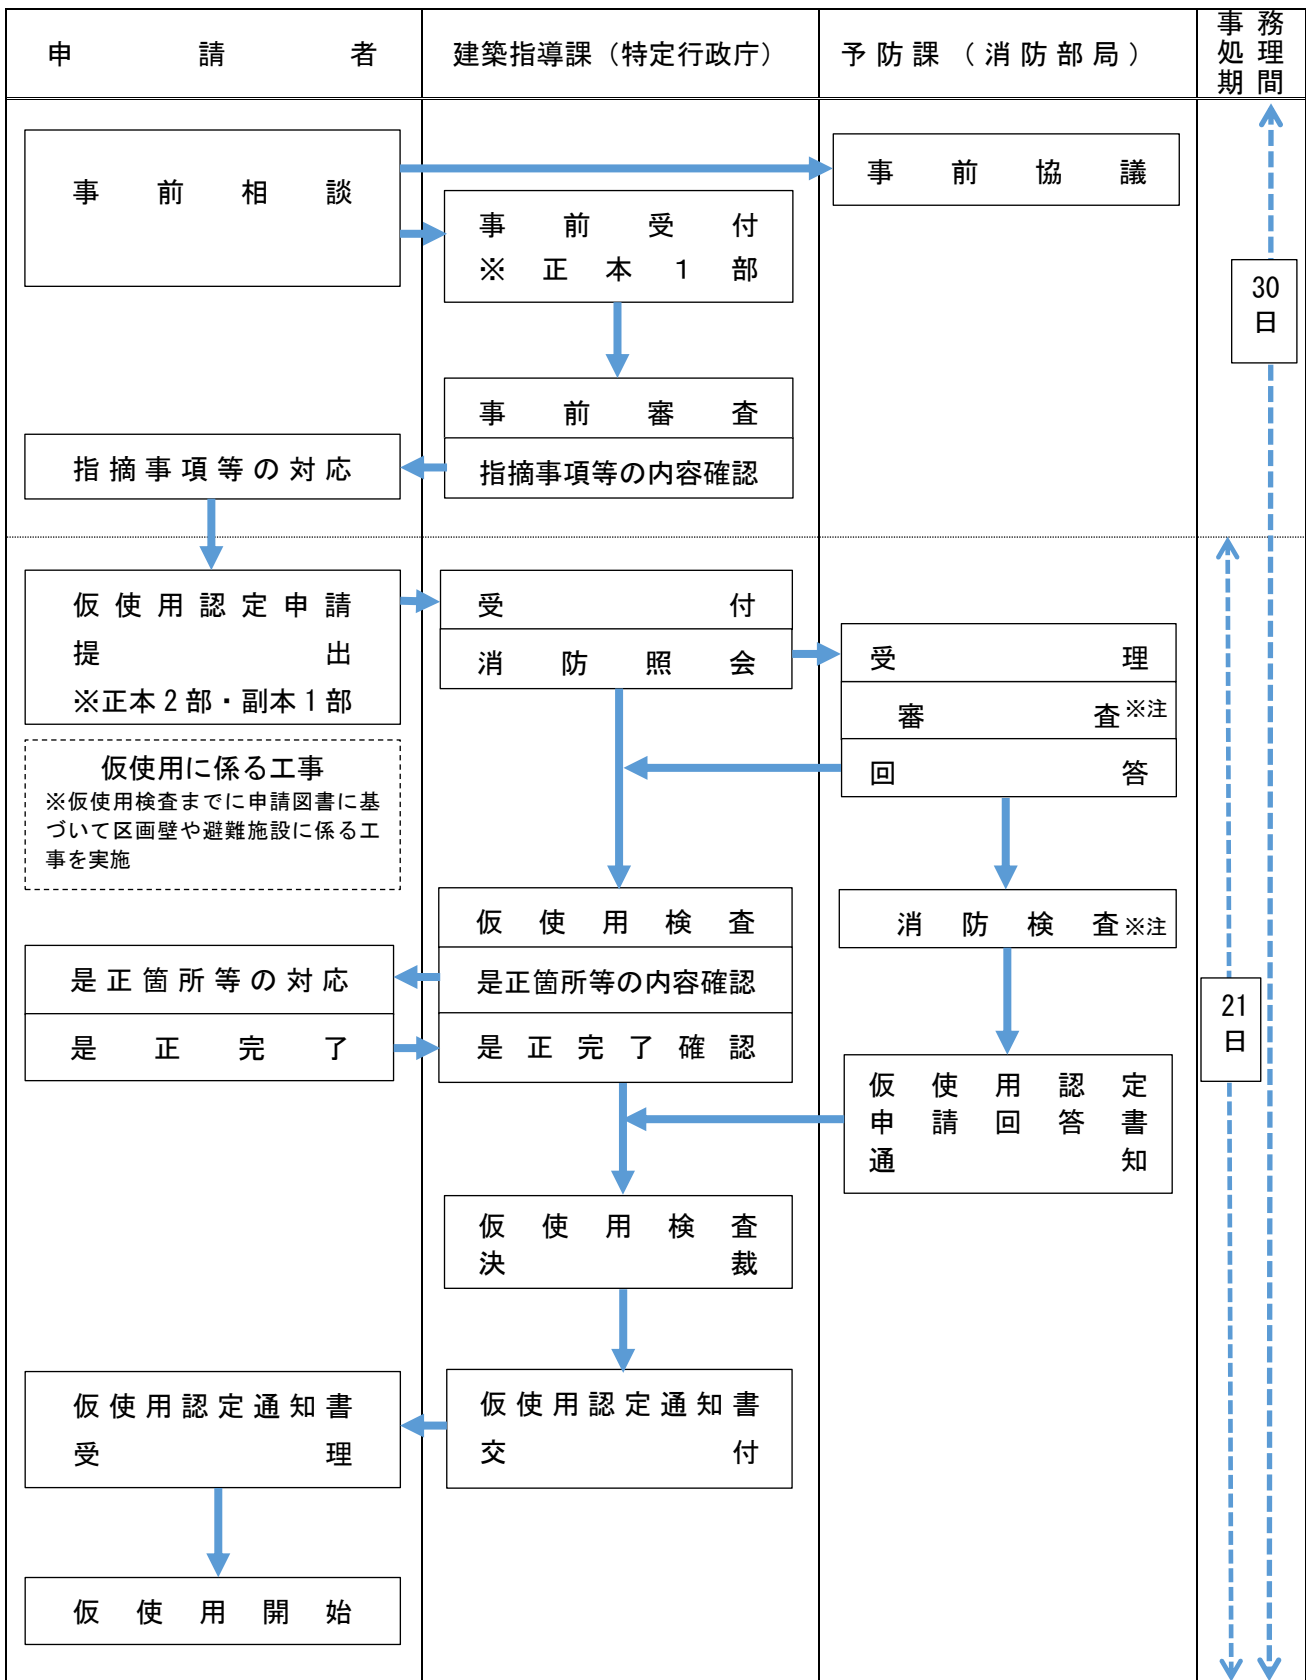 申請者
建築指導課（特定行政庁）
予防課（消防部局）
事務
処理
期間
事前相談
事前協議
事前受付
※正本1部
30
日
事前審査
指摘事項等の内容確認
指摘事項等の対応
仮使用認定申請
提出
※正本2部・副本1部
受付
消防照会
受理
審査※注
回答
仮使用に係る工事
※仮使用検査までに申請図書に基
づいて区画壁や避難施設に係る工
事を実施
仮使用検査
是正箇所等の内容確認
是正完了確認
消防検査※注
是正箇所等の対応
是正完了
21
日
仮使用認定
申請回答書
通知
仮使用検査
決裁
仮使用認定通知書
交付
仮使用認定通知書
受理
仮使用開始